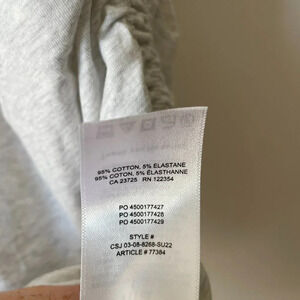 95% COTTON, 5% ELASTANE
95% COTON, 5% ÉLASTHANNE
CA 23725 RN 122354
PO 4500177427
PO 4500177428
PO 4500177429
STYLE #
CSJ 03-08-8268-SU22
ARTICLE # 77384